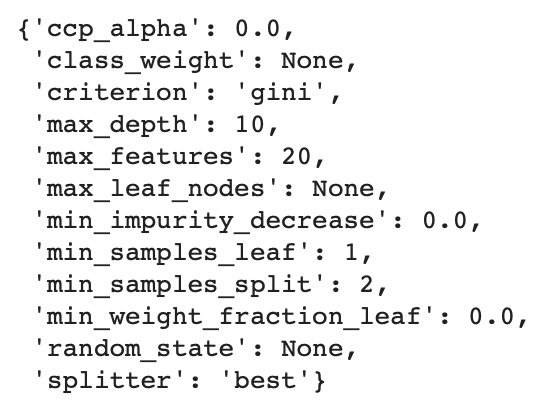 {'ccp_alpha': 0.0,
'class_weight': None,
'criterion': 'gini',
'max_depth': 10,
'max_features': 20,
'max_leaf_nodes': None,
'min_impurity_decrease': 0.0,
'min_samples_leaf': 1,
'min_samples_split': 2,
'min_weight_fraction_leaf': 0.0,
'random_state': None,
'splitter': 'best'}